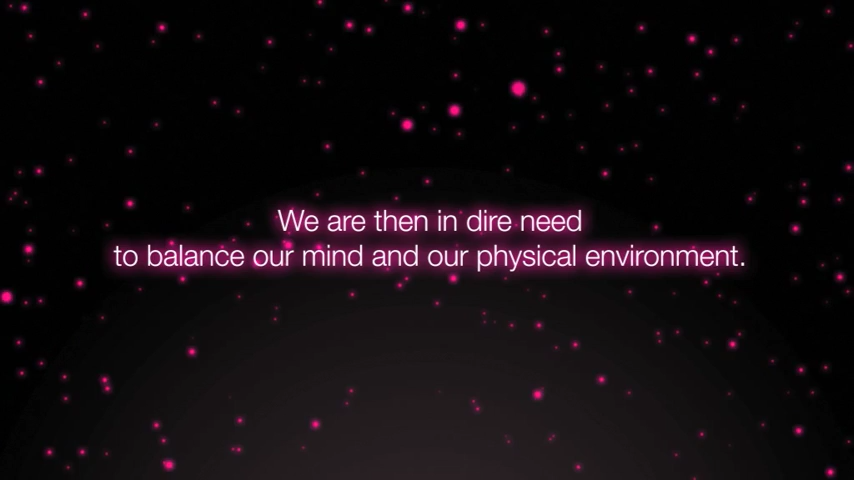 We are then in dire need
to balance our mind and our physical environment.